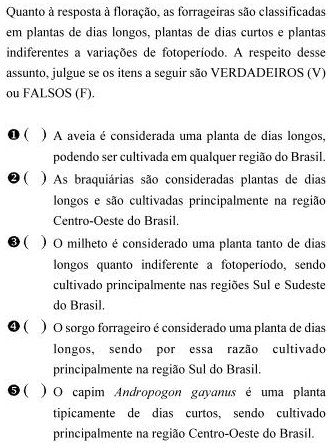 Quanto à resposta à floração, as forrageiras são classificadas
em plantas de dias longos, plantas de dias curtos e plantas
indiferentes a variações de fotoperíodo. A respeito desse
assunto, julgue se os itens a seguir são VERDADEIROS (V)
ou FALSOS (F).
❶ ( ) A aveia é considerada uma planta de dias longos,
podendo ser cultivada em qualquer região do Brasil.
❷ ( ) As braquiárias são consideradas plantas de dias
longos e são cultivadas principalmente na região
Centro-Oeste do Brasil.
❸ ( ) O milheto é considerado uma planta tanto de dias
longos quanto indiferente a fotoperíodo, sendo
cultivado principalmente nas regiões Sul e Sudeste
do Brasil.
❹ ( ) O sorgo forrageiro é considerado uma planta de dias
longos, sendo por essa razão cultivado
principalmente na região Sul do Brasil.
❺ ( ) O capim Andropogon gayanus é uma planta
tipicamente de dias curtos, sendo cultivado
principalmente na região Centro-Oeste do Brasil.